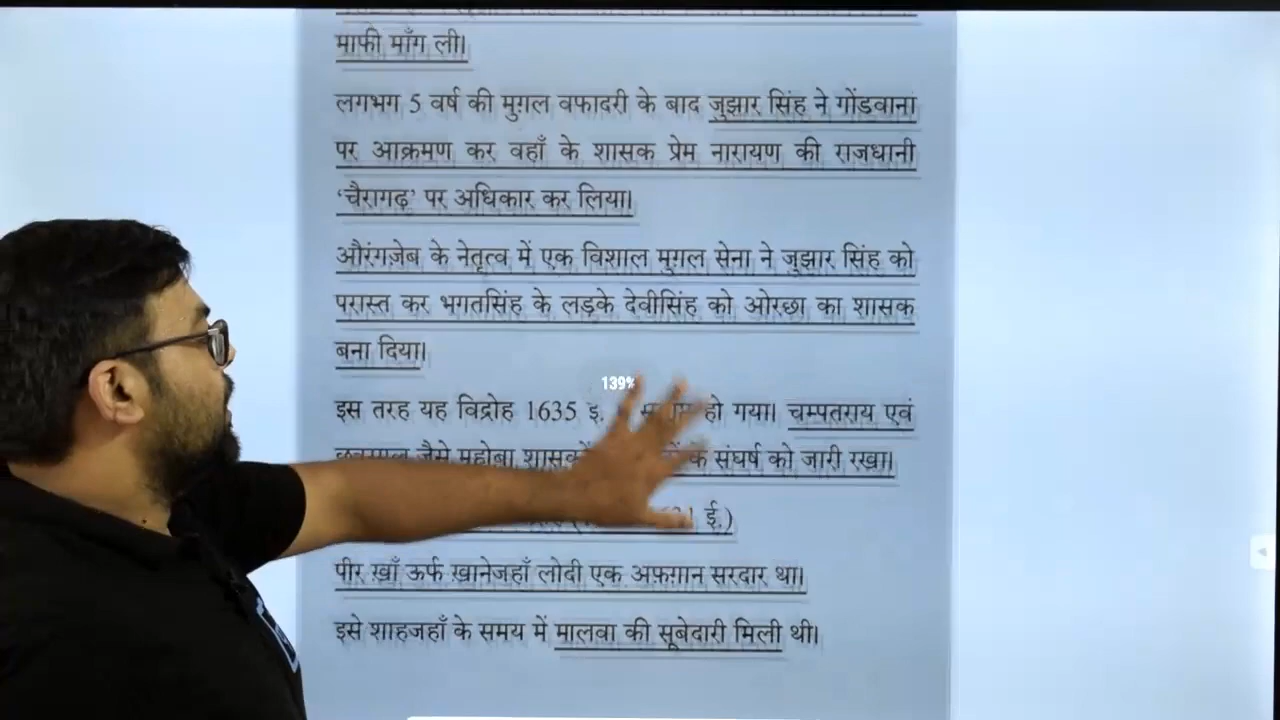 माफी माँग ली।
लगभग 5 वर्ष की मुग़ल वफादरी के बाद जुझार सिंह ने गोंडवाना
पर आक्रमण कर वहाँ के शासक प्रेम नारायण की राजधानी
‘चैरागढ़’ पर अधिकार कर लिया।
औरंगज़ेब के नेतृत्व में एक विशाल मुग़ल सेना ने जुझार सिंह को
परास्त कर भगतसिंह के लड़के देवीसिंह को ओरछा का शासक
बना दिया।
139%
इस तरह यह विद्रोह 1635 इ. हो गया। चम्पतराय एवं
जैसे महोबा शासकों के संघर्ष को जारी रखा।
ई.)
पीर ख़ाँ ऊर्फ ख़ानेजहाँ लोदी एक अफ़ग़ान सरदार था।
इसे शाहजहाँ के समय में मालवा की सूबेदारी मिली थी।